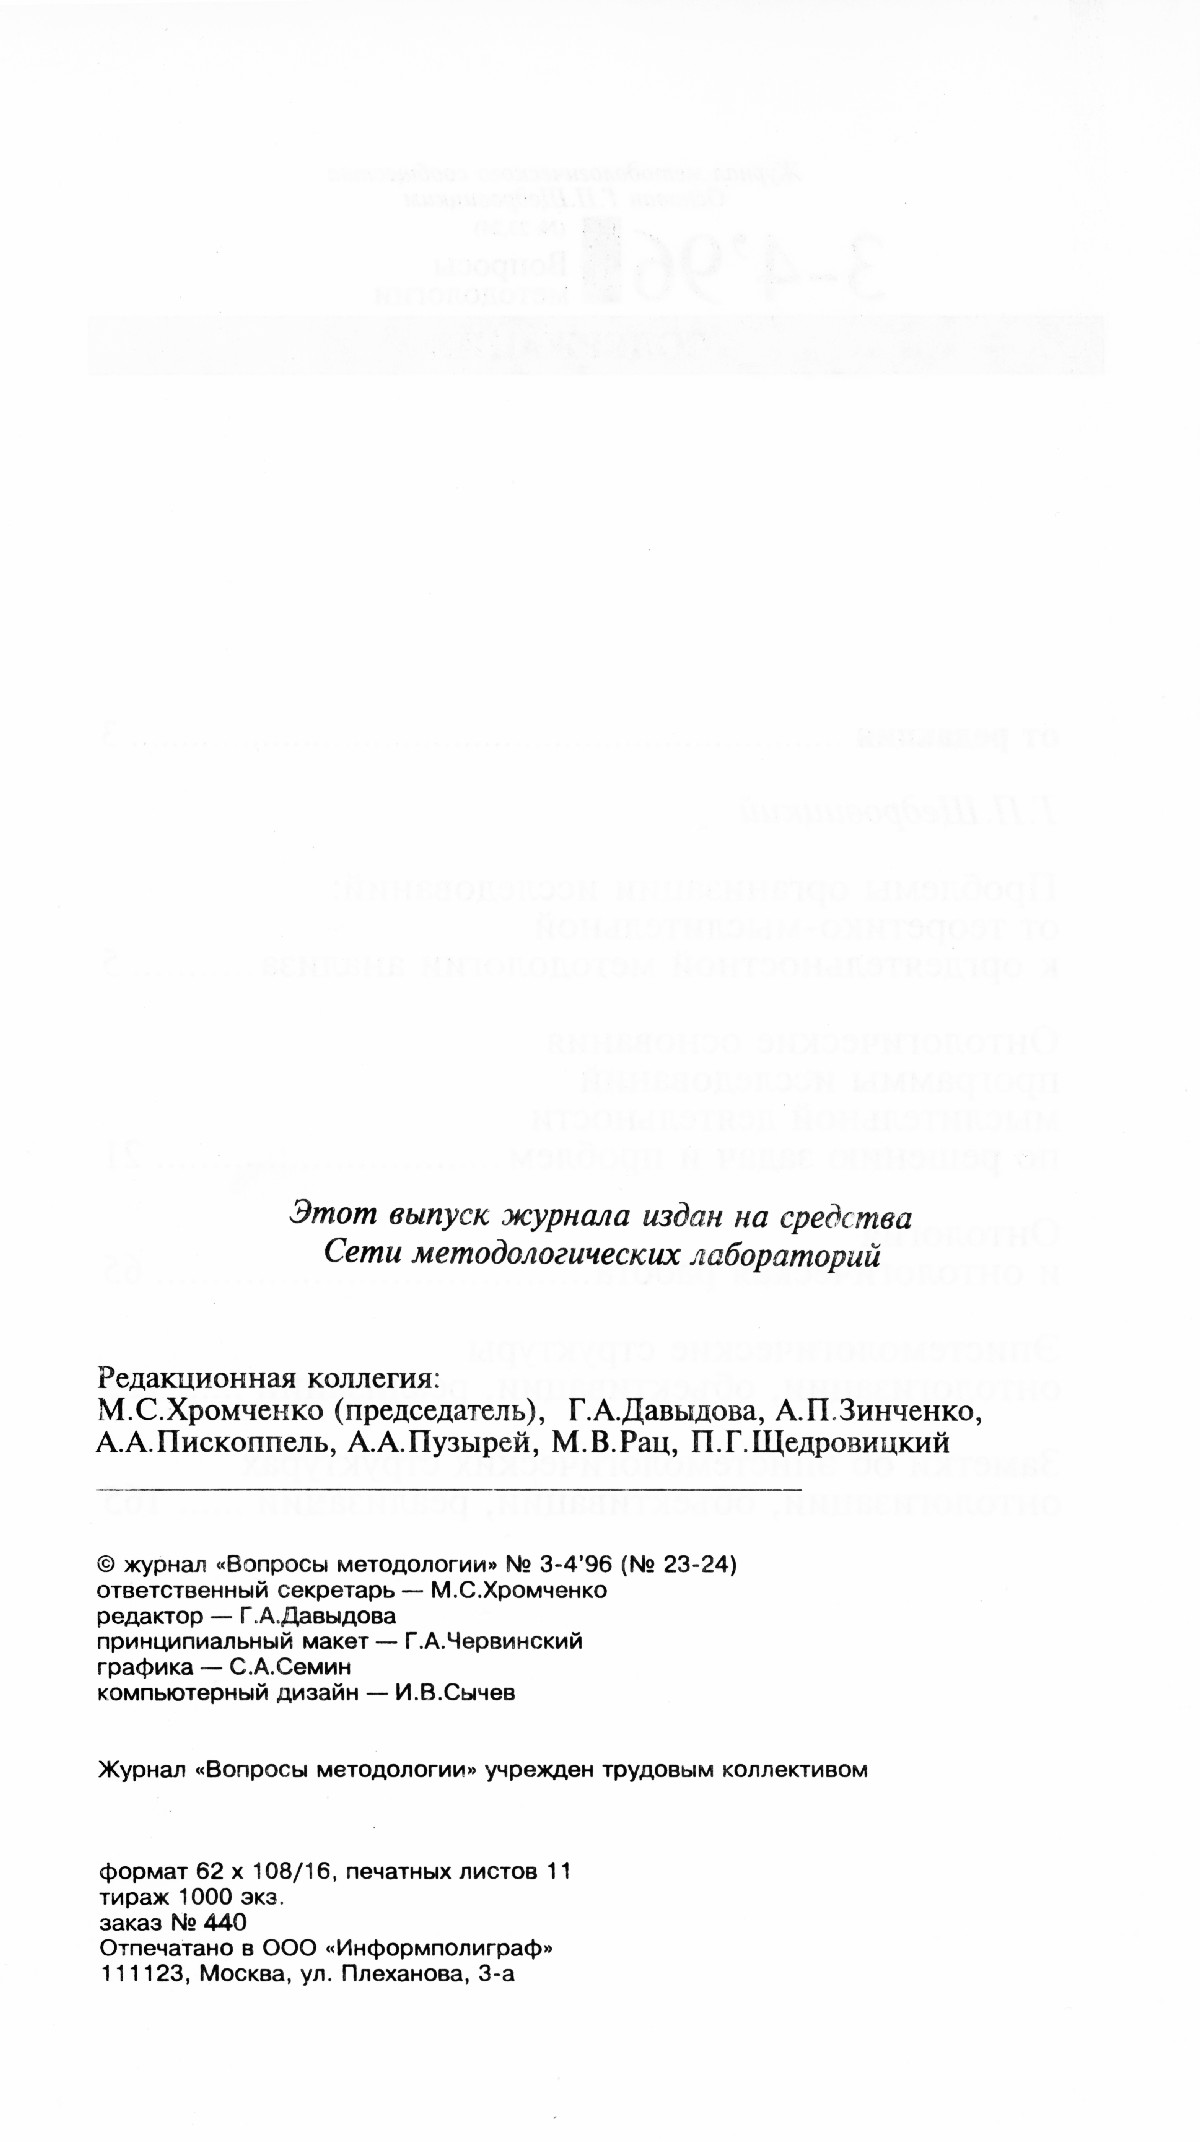 Этот выпуск журнала издан на средства
Сети методологических лабораторий
Редакционная коллегия:
М.С.Хромченко (председатель), Г.А.Давыдова, А.П.Зинченко,
А.А.Пископпель, А.А.Пузырей, М.В.Рац, П.Г.Щедровицкий
© журнал «Вопросы методологии» № 3-4'96 (№ 23-24)
ответственный секретарь — М.С.Хромченко
редактор — Г.А.Давыдова
принципиальный макет — Г.А.Червинский
графика — С.А.Семин
компьютерный дизайн — И.В.Сычев
Журнал «Вопросы методологии» учрежден трудовым коллективом
формат 62 х 108/16, печатных листов 11
тираж 1000 экз.
заказ № 440
Отпечатано в ООО «Информполиграф»
111123, Москва, ул. Плеханова, 3-а